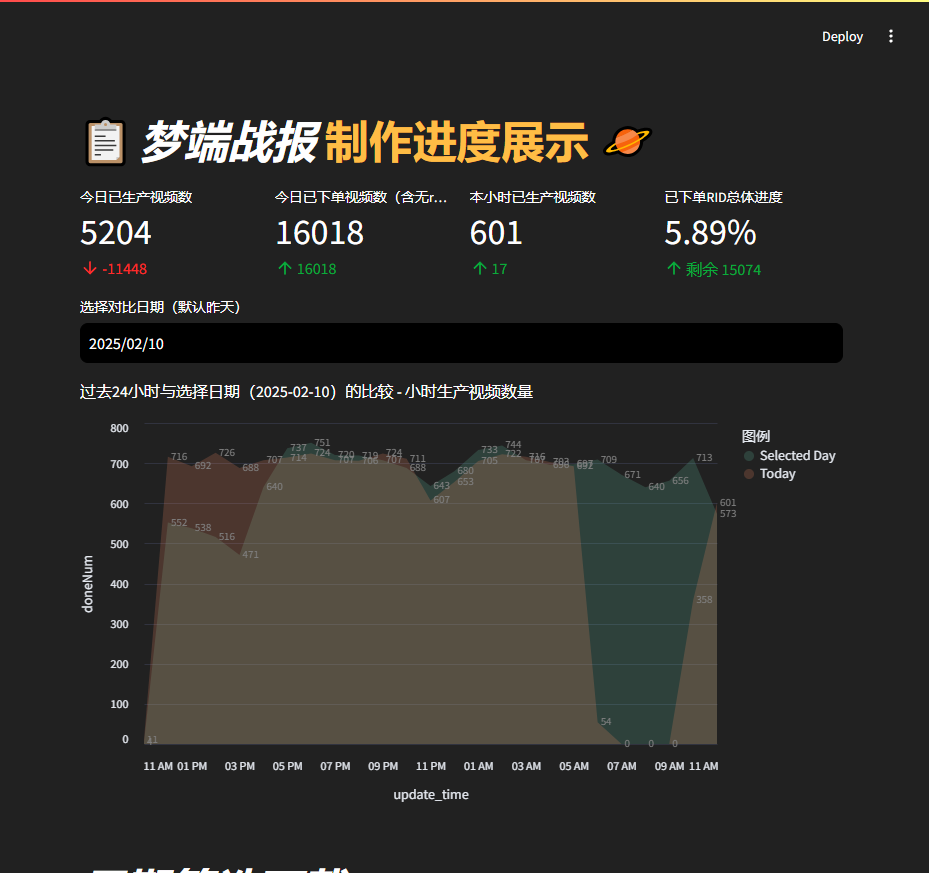 Deploy
梦端战报制作进度展示
今日已生产视频数
5204
-11448
今日已下单视频数（含无r…
16018
16018
本小时已生产视频数
601
17
已下单RID总体进度
5.89%
剩余 15074
选择对比日期（默认昨天）
2025/02/10
过去24小时与选择日期（2025-02-10）的比较 - 小时生产视频数量
图例
Selected Day
Today
doneNum
800
700
600
500
400
300
200
100
0
716 692 726 688 707 737 751 720 719 724 711 643 680 733 744 716 709 671 640 656 713
552 538 516 471 640 714 724 707 706 707 688 607 653 705 722 707 692 54 0 0 0 358 601 573
11 AM 01 PM 03 PM 05 PM 07 PM 09 PM 11 PM 01 AM 03 AM 05 AM 07 AM 09 AM 11 AM
update_time